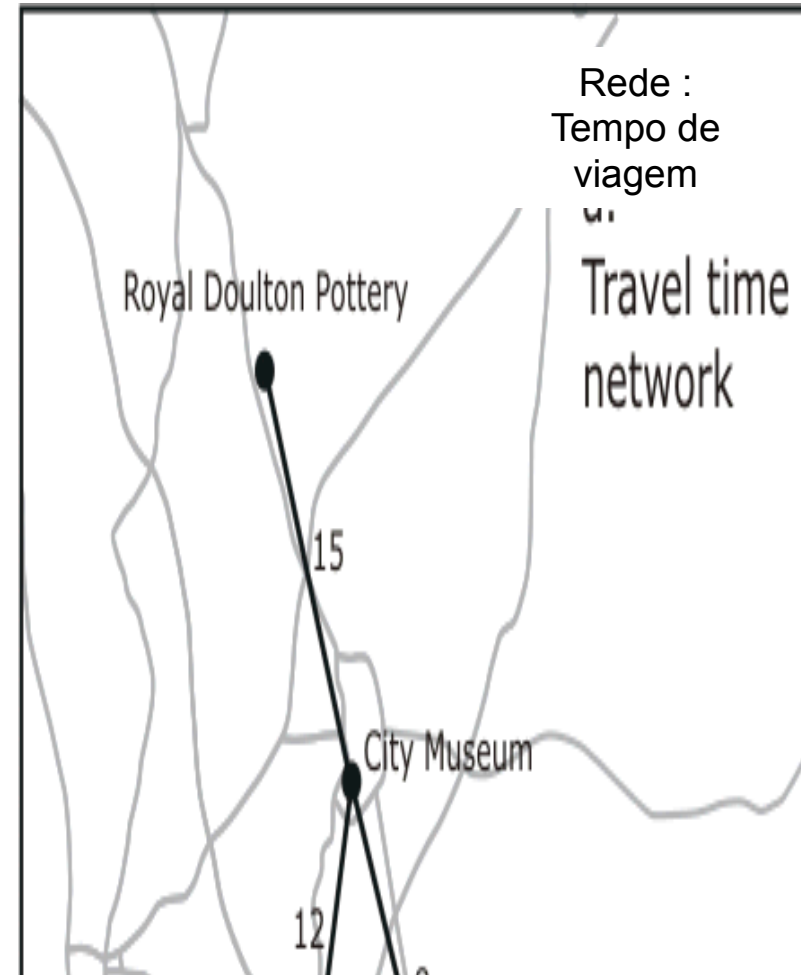 Rede :
Tempo de
viagem
Travel time
network
Royal Doulton Pottery
15
City Museum
12